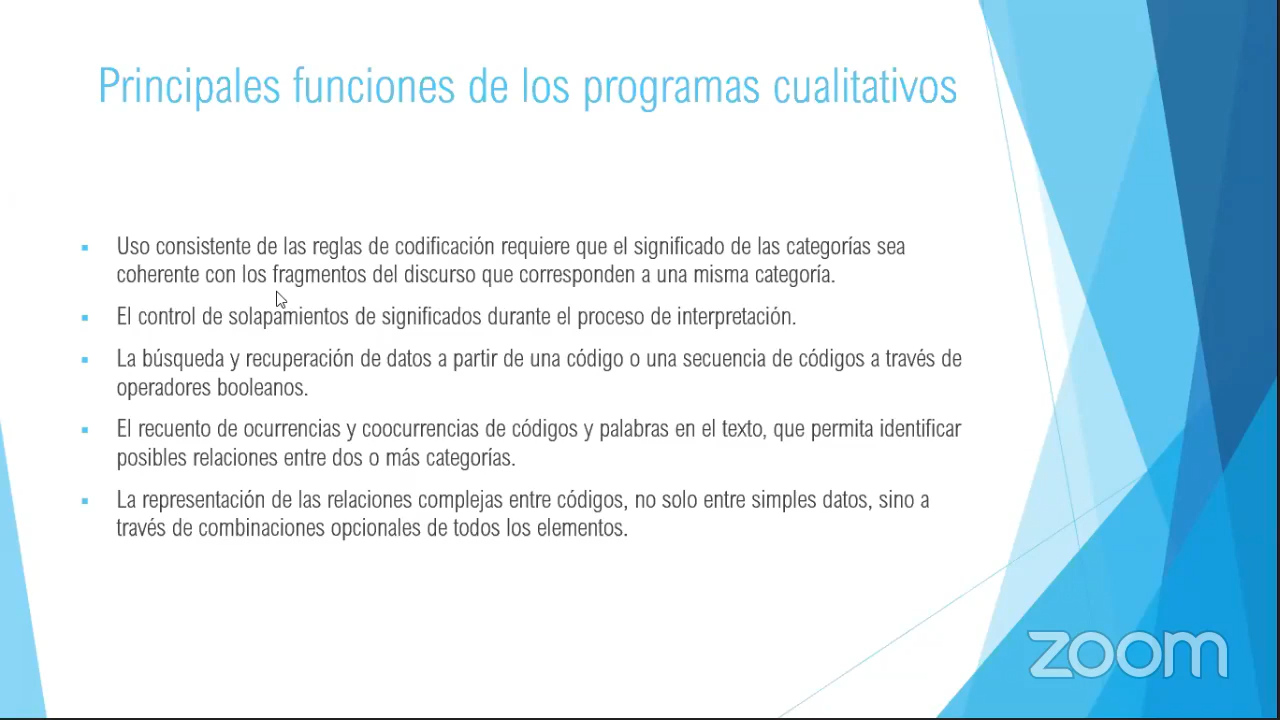 Principales funciones de los programas cualitativos
Uso consistente de las reglas de codificación requiere que el significado de las categorías sea
coherente con los fragmentos del discurso que corresponden a una misma categoría.
El control de solapamientos de significados durante el proceso de interpretación.
La búsqueda y recuperación de datos a partir de una código o una secuencia de códigos a través de
operadores booleanos.
El recuento de ocurrencias y coocurrencias de códigos y palabras en el texto, que permita identificar
posibles relaciones entre dos o más categorías.
La representación de las relaciones complejas entre códigos, no solo entre simples datos, sino a
través de combinaciones opcionales de todos los elementos.
zoom